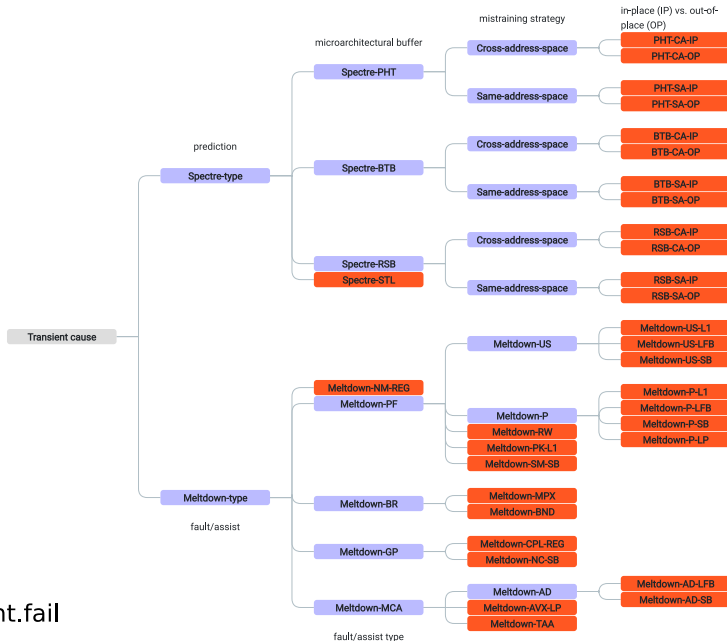 in-place (IP) vs. out-of-
place (OP)
mistraining strategy
microarchitectural buffer
prediction
PHT-CA-IP
Cross-address-space
PHT-CA-OP
Spectre-PHT
PHT-SA-IP
Same-address-space
PHT-SA-OP
BTB-CA-IP
Cross-address-space
BTB-CA-OP
Spectre-type
Spectre-BTB
BTB-SA-IP
Same-address-space
BTB-SA-OP
RSB-CA-IP
Cross-address-space
RSB-CA-OP
Spectre-RSB
Spectre-STL
RSB-SA-IP
Same-address-space
RSB-SA-OP
Transient cause
Meltdown-US-L1
Meltdown-US
Meltdown-US-LFB
Meltdown-US-SB
Meltdown-NM-REG
Meltdown-PF
Meltdown-P-L1
Meltdown-P
Meltdown-P-LFB
Meltdown-P-SB
Meltdown-P-LP
Meltdown-RW
Meltdown-PK-L1
Meltdown-SM-SB
Meltdown-type
Meltdown-BR
Meltdown-MPX
Meltdown-BND
fault/assist
Meltdown-GP
Meltdown-CPL-REG
Meltdown-NC-SB
Meltdown-AD-LFB
Meltdown-AD
Meltdown-AD-SB
Meltdown-MCA
Meltdown-AVX-LP
Meltdown-TAA
fault/assist type
nt.fail